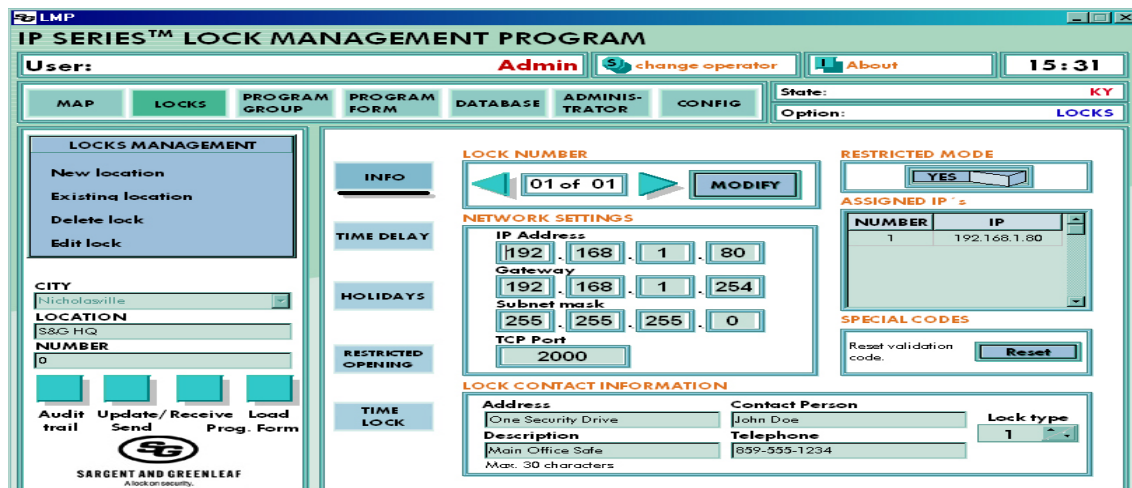 SG LMP
IP SERIES™ LOCK MANAGEMENT PROGRAM
User: Admin
S change operator
I About
15:31
MAP
LOCKS
PROGRAM GROUP
PROGRAM FORM
DATABASE
ADMINIS-
TRATOR
CONFIG
State: KY
Option: LOCKS
LOCKS MANAGEMENT
New location
Existing location
Delete lock
Edit lock
CITY
Nicholasville
LOCATION
S&G HQ
NUMBER
0
Audit trail
Update/Send
Receive
Load Prog. Form
SG
SARGENT AND GREENLEAF
A lock on security.
INFO
TIME DELAY
HOLIDAYS
RESTRICTED OPENING
TIME LOCK
LOCK NUMBER
01 of 01
MODIFY
NETWORK SETTINGS
IP Address
192 . 168 . 1 . 80
Gateway
192 . 168 . 1 . 254
Subnet mask
255 . 255 . 255 . 0
TCP Port
2000
RESTRICTED MODE
YES
ASSIGNED IP`s
NUMBER IP
1 192.168.1.80
SPECIAL CODES
Reset validation code.
Reset
LOCK CONTACT INFORMATION
Address
One Security Drive
Contact Person
John Doe
Description
Main Office Safe
Telephone
859-555-1234
Max. 30 characters
Lock type
1